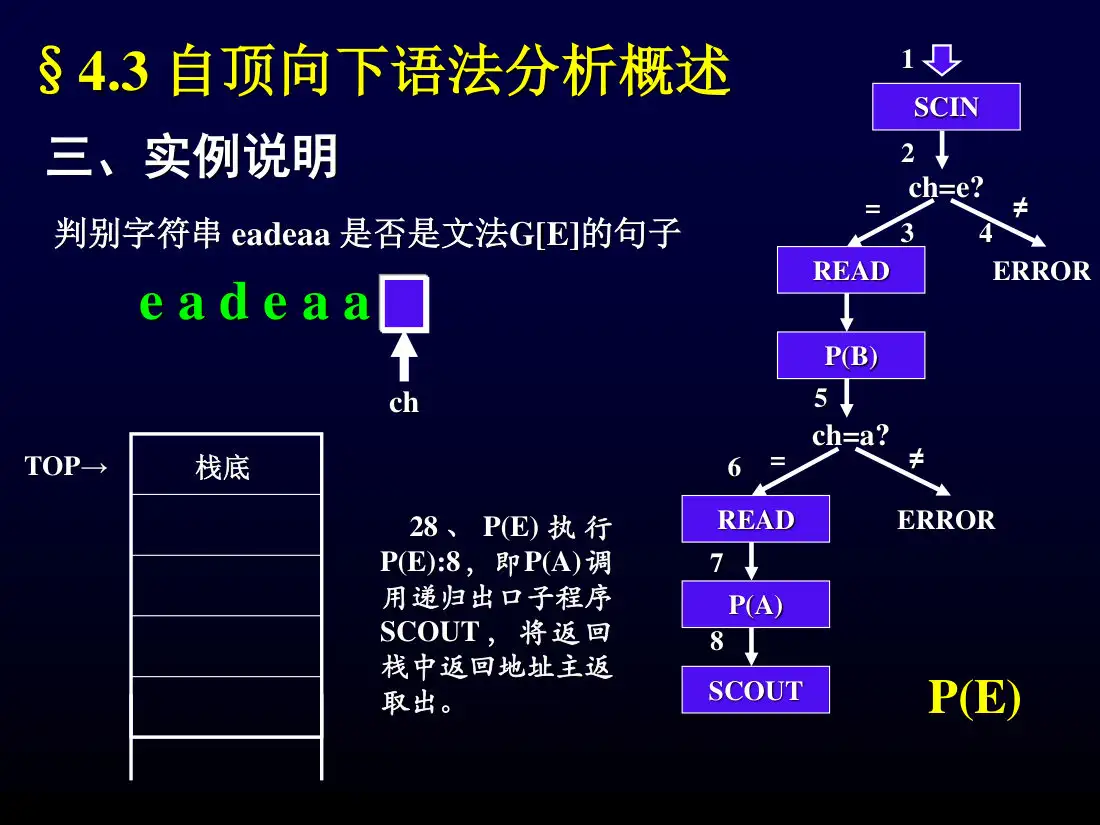 §4.3 自顶向下语法分析概述
三、实例说明
判别字符串 eadeaa 是否是文法G[E]的句子
e a d e a a
ch
TOP→
栈底
28、P(E)执行
P(E):8，即P(A)调
用递归出口子程序
SCOUT，将返回
栈中返回地址主返
取出。
1
SCIN
2
ch=e?
= ≠
3 4
READ ERROR
P(B)
5
ch=a?
6 = ≠
READ ERROR
7
P(A)
8
SCOUT
P(E)